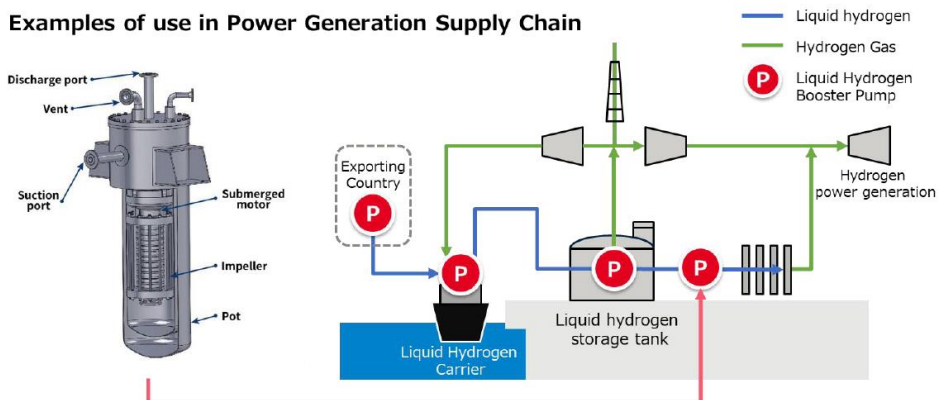 Examples of use in Power Generation Supply Chain
Liquid hydrogen
Hydrogen Gas
P
Liquid Hydrogen
Booster Pump
Discharge port
Vent
Suction
port
Submerged
motor
Impeller
Pot
Exporting
Country
P
P
P
P
Hydrogen
power generation
Liquid hydrogen
storage tank
Liquid Hydrogen
Carrier